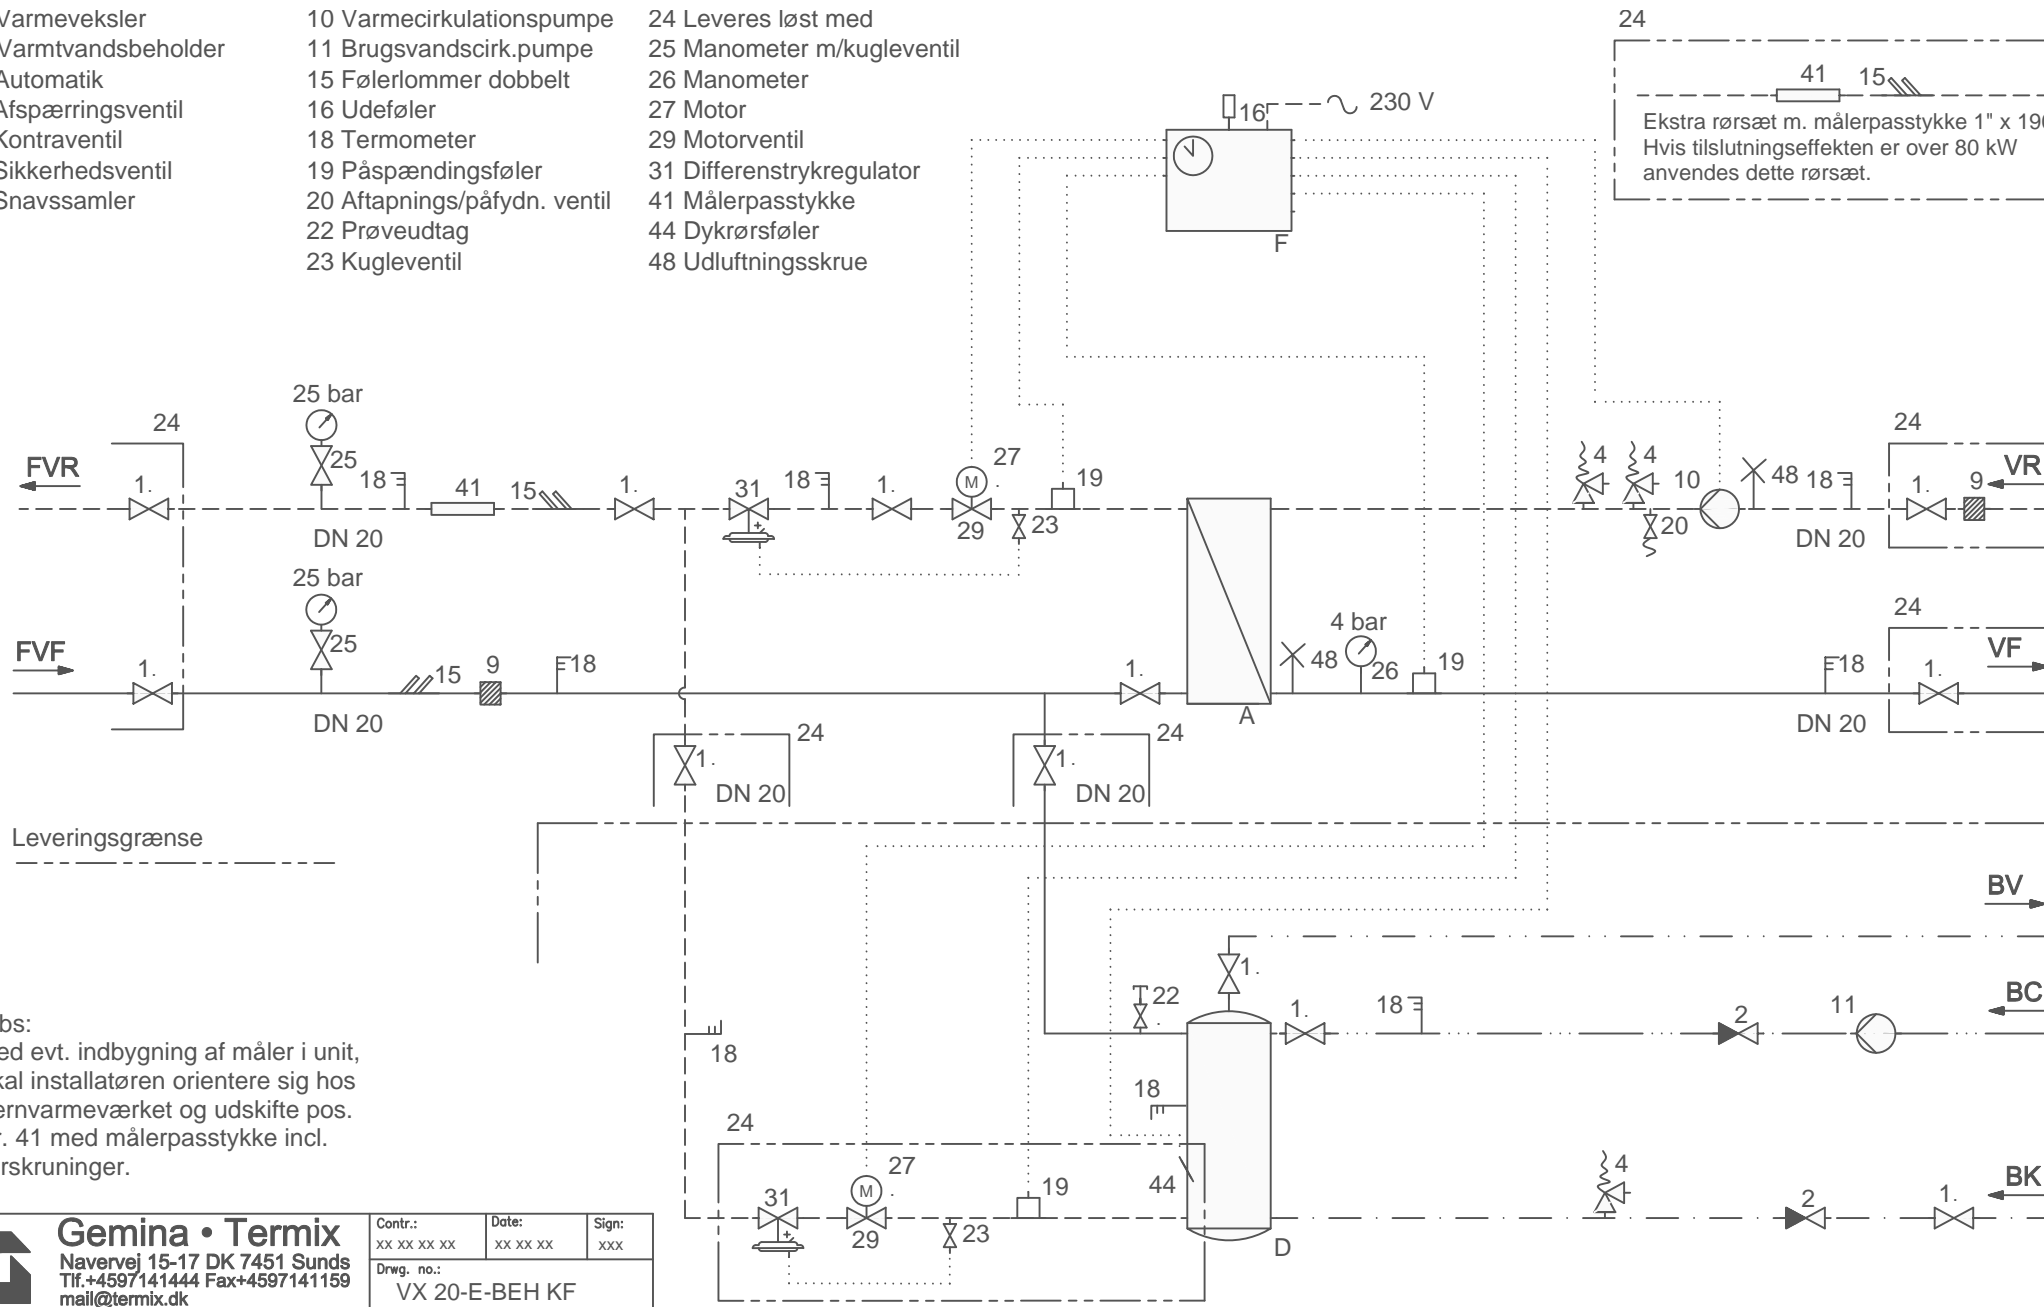 Varmeveksler
Varmtvandsbeholder
Automatik
Afspærringsventil
Kontraventil
Sikkerhedsventil
Snavssamler
10 Varmecirkulationspumpe
11 Brugsvandscirk.pumpe
15 Følerlommer dobbelt
16 Udeføler
18 Termometer
19 Påspændingsføler
20 Aftapnings/påfydn. ventil
22 Prøveudtag
23 Kugleventil
24 Leveres løst med
25 Manometer m/kugleventil
26 Manometer
27 Motor
29 Motorventil
31 Differenstrykregulator
41 Målerpasstykke
44 Dykrørsføler
48 Udluftningsskrue
24
41 15
Ekstra rørsæt m. målerpasstykke 1" x 190
Hvis tilslutningseffekten er over 80 kW
anvendes dette rørsæt.
16 230 V
F
25 bar
24
25
FVR
1.
18
41
15
1.
31
18
1.
M
27
.
29
23
19
DN 20
4
4
10
20
48
18
DN 20
24
1.
9
VR
25 bar
25
FVF
1.
15
9
18
DN 20
1.
A
48
4 bar
26
19
18
DN 20
24
1.
VF
24
1.
DN 20
24
1.
DN 20
Leveringsgrænse
BV
1.
22
.
1.
18
2
11
BC
18
18
bs:
ed evt. indbygning af måler i unit,
kal installatøren orientere sig hos
ernvarmeværket og udskifte pos.
r. 41 med målerpasstykke incl.
rskruninger.
24
31
M
27
.
29
23
19
44
D
4
2
1.
BK
Gemina • Termix
Navervej 15-17 DK 7451 Sunds
Tlf.+4597141444 Fax+4597141159
mail@termix.dk
Contr.:
xx xx xx xx
Date:
xx xx xx
Sign:
xxx
Drwg. no.:
VX 20-E-BEH KF